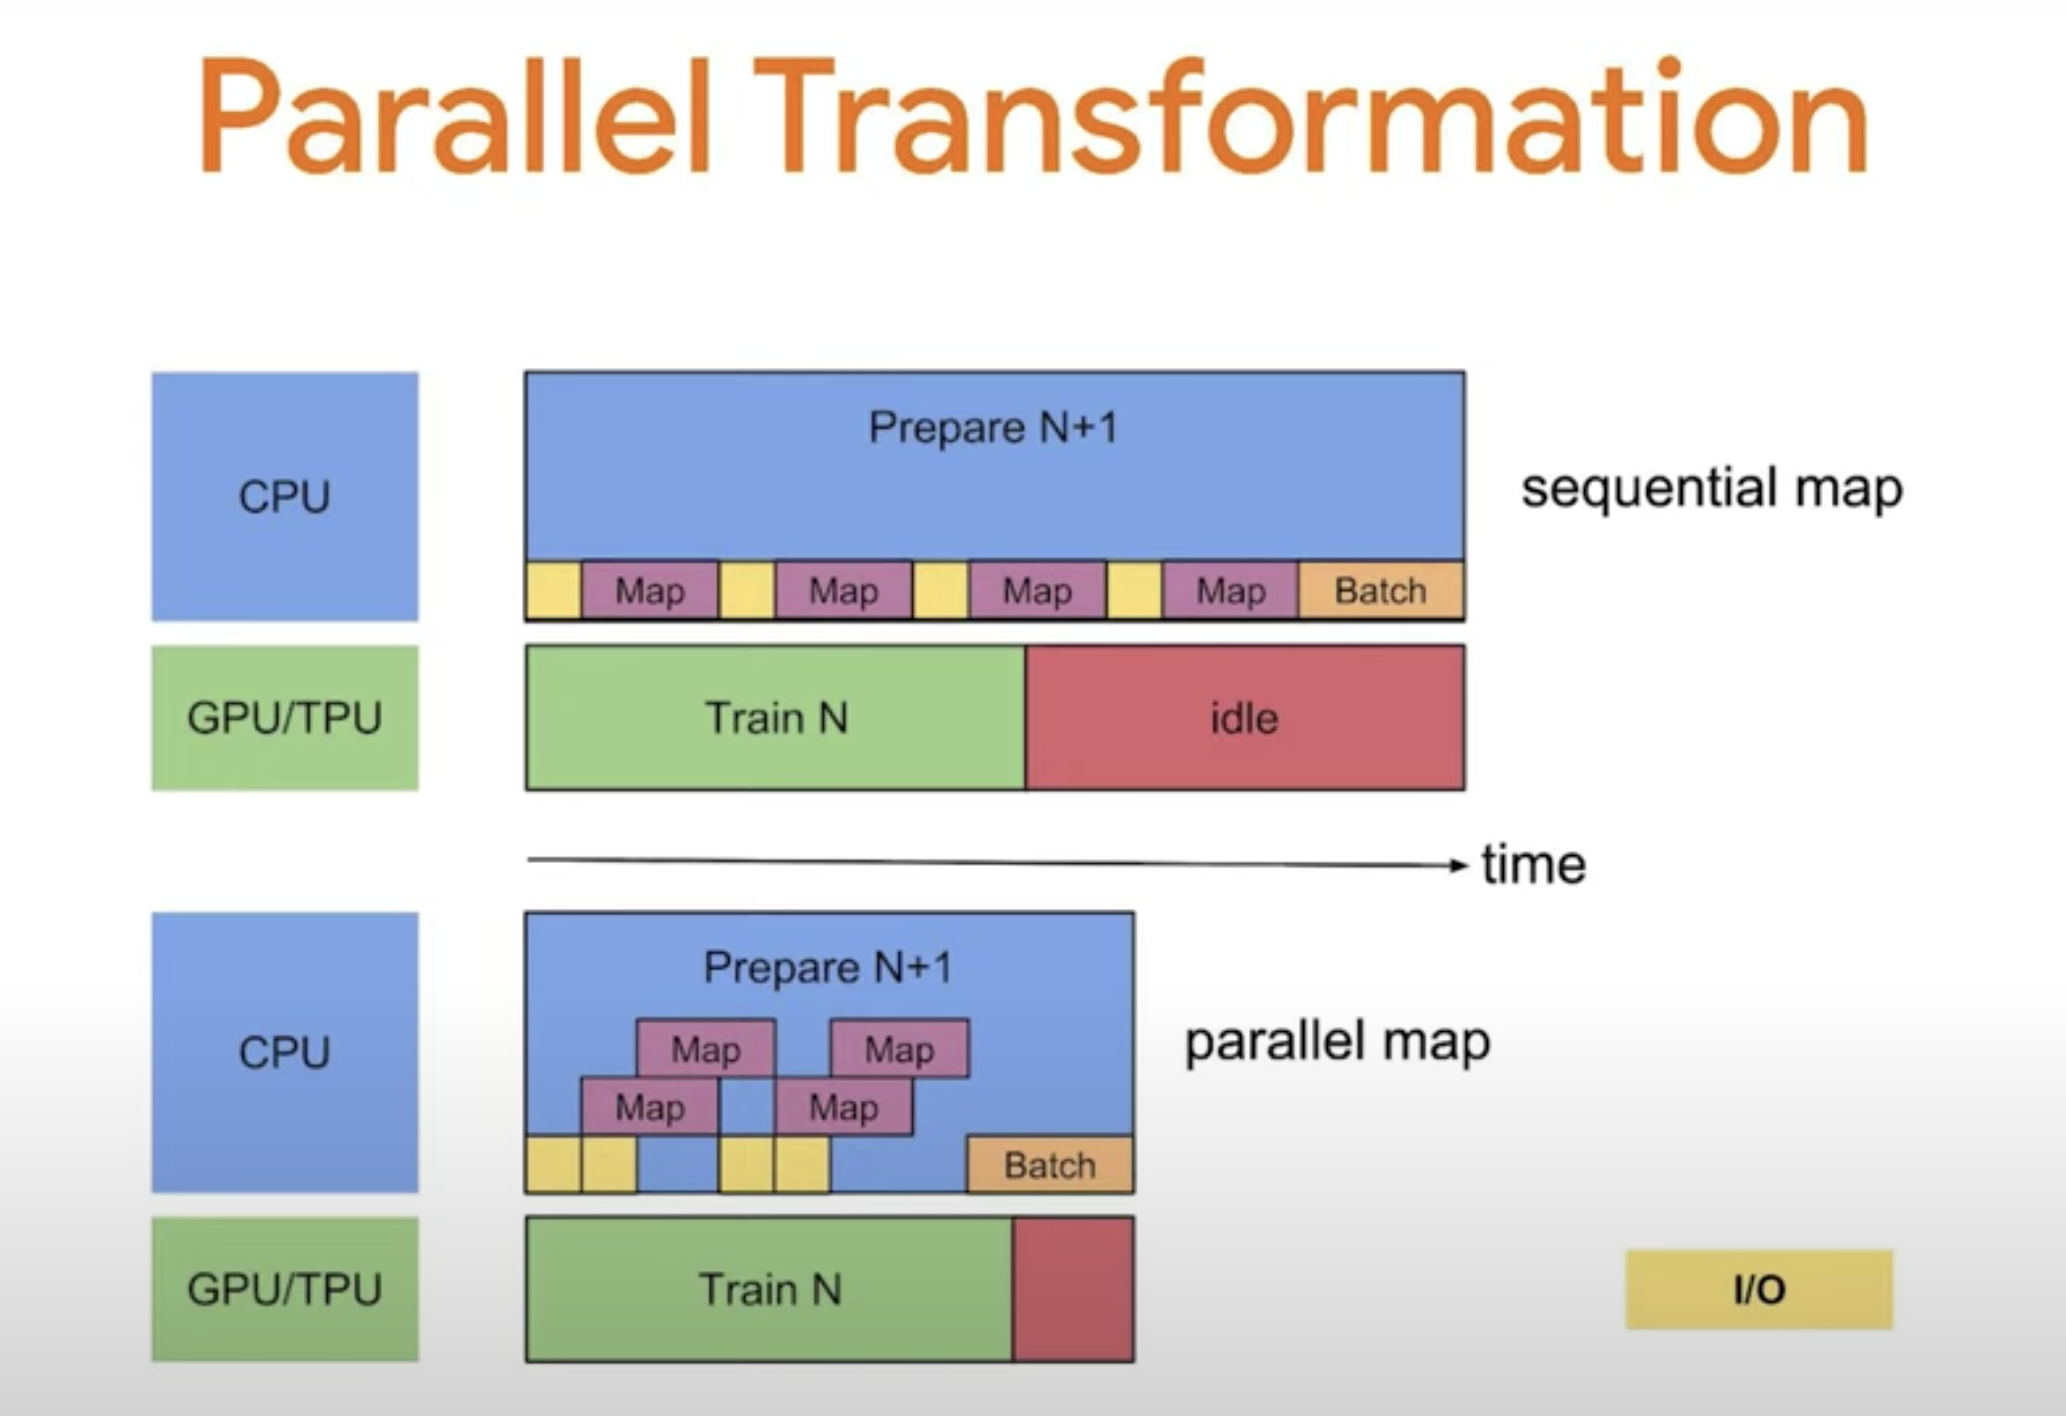 Parallel Transformation
CPU
Prepare N+1
sequential map
Map
Map
Map
Map
Batch
GPU/TPU
Train N
idle
time
CPU
Prepare N+1
parallel map
Map
Map
Map
Map
Batch
GPU/TPU
Train N
I/O